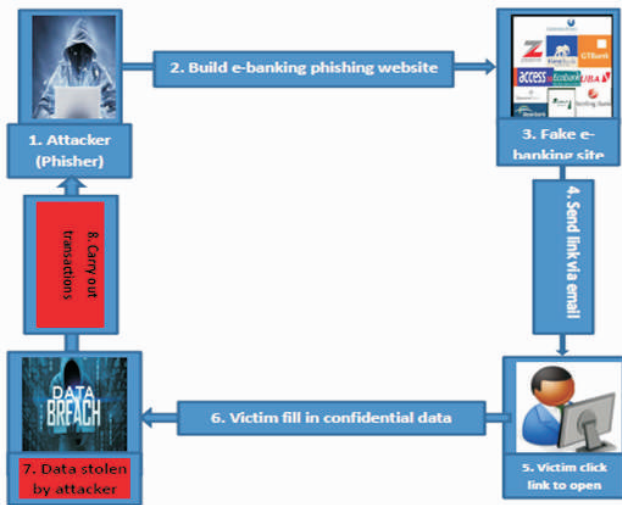 1. Attacker
(Phisher)
2. Build e-banking phishing website
GTBank
access
Ecobank
UBA
3. Fake e-
banking site
4. Send link via email
5. Victim click
link to open
6. Victim fill in confidential data
DATA
BREACH
7. Data stolen
by attacker
8. Carry out
transactions